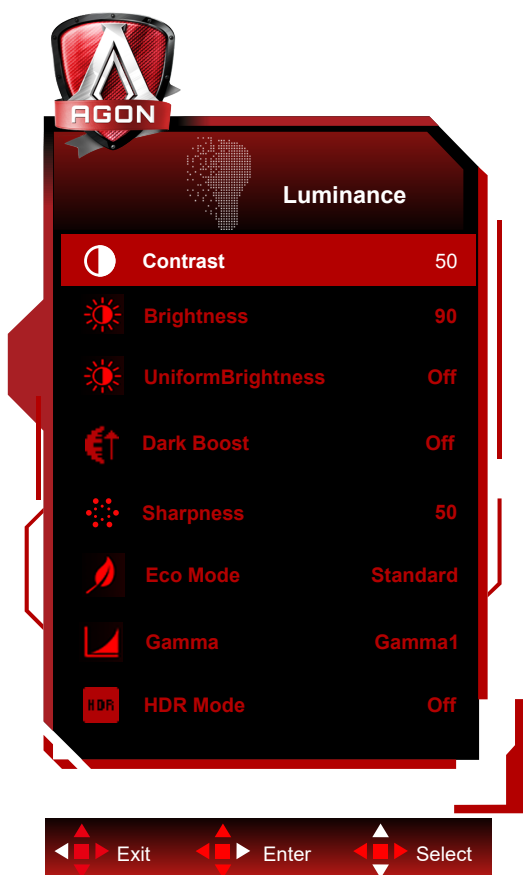 AGON
Luminance
Contrast 50
Brightness 90
UniformBrightness Off
Dark Boost Off
Sharpness 50
Eco Mode Standard
Gamma Gamma1
HDR HDR Mode Off
Exit Enter Select